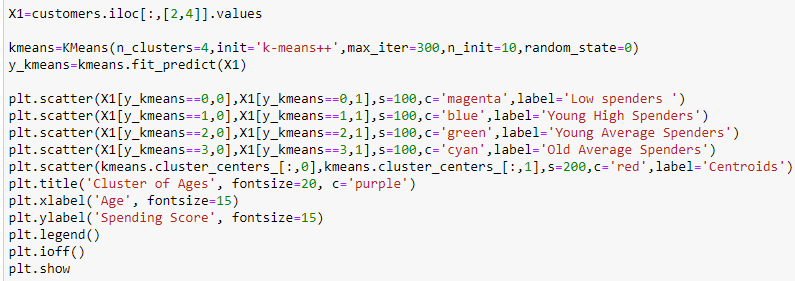 X1=customers.iloc[:,[2,4]].values
kmeans=KMeans(n_clusters=4,init='k-means++',max_iter=300,n_init=10,random_state=0)
y_kmeans=kmeans.fit_predict(X1)
plt.scatter(X1[y_kmeans==0,0],X1[y_kmeans==0,1],s=100,c='magenta',label='Low spenders ')
plt.scatter(X1[y_kmeans==1,0],X1[y_kmeans==1,1],s=100,c='blue',label='Young High Spenders')
plt.scatter(X1[y_kmeans==2,0],X1[y_kmeans==2,1],s=100,c='green',label='Young Average Spenders')
plt.scatter(X1[y_kmeans==3,0],X1[y_kmeans==3,1],s=100,c='cyan',label='Old Average Spenders')
plt.scatter(kmeans.cluster_centers_[:,0],kmeans.cluster_centers_[:,1],s=200,c='red',label='Centroids')
plt.title('Cluster of Ages', fontsize=20, c='purple')
plt.xlabel('Age', fontsize=15)
plt.ylabel('Spending Score', fontsize=15)
plt.legend()
plt.ioff()
plt.show